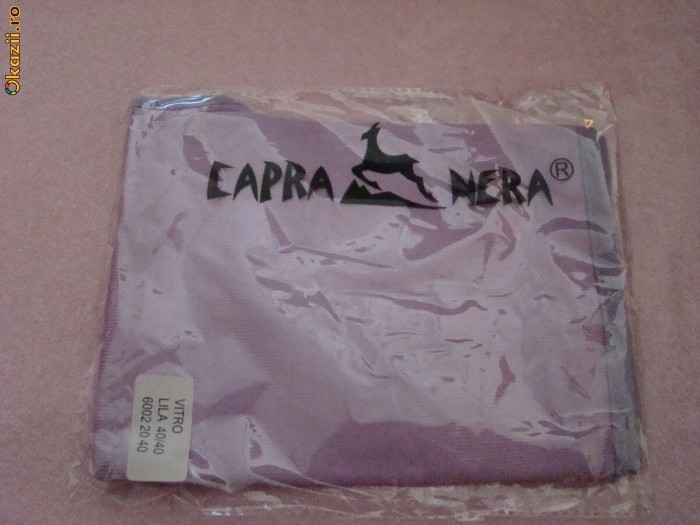 Okazii.ro
CAPRA NERA®
VITRO
LILA 40/40
6002 20 40